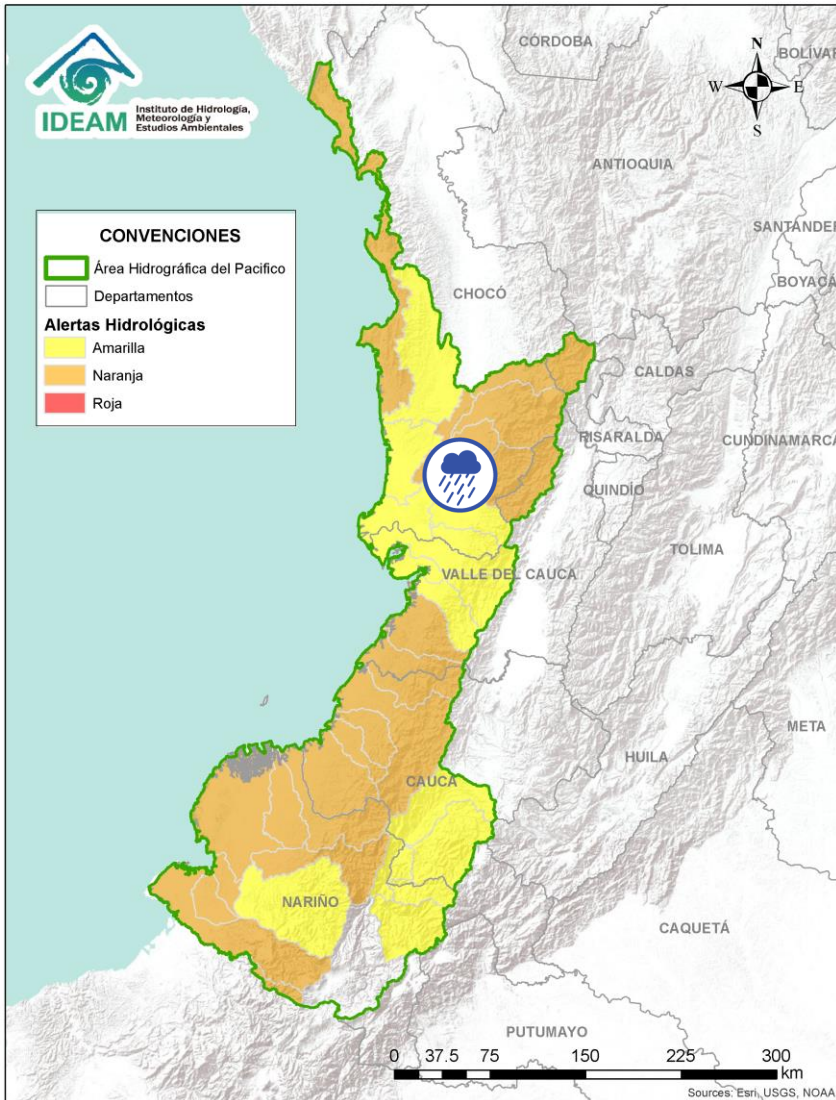 IDEAM
Instituto de Hidrología,
Meteorología y
Estudios Ambientales
CÓRDOBA
BOLÍVAR
N
W
E
S
ANTIOQUIA
SANTANDER
BOYACÁ
CONVENCIONES
Área Hidrográfica del Pacifico
Departamentos
Alertas Hidrológicas
Amarilla
Naranja
Roja
CHOCÓ
CALDAS
RISARALDA
CUNDINAMARCA
QUINDÍO
TOLIMA
VALLE DEL CAUCA
META
HUILA
CAUCA
NARIÑO
CAQUETÁ
PUTUMAYO
0 37.5 75 150 225 300
km
Sources: Esri, USGS, NOAA